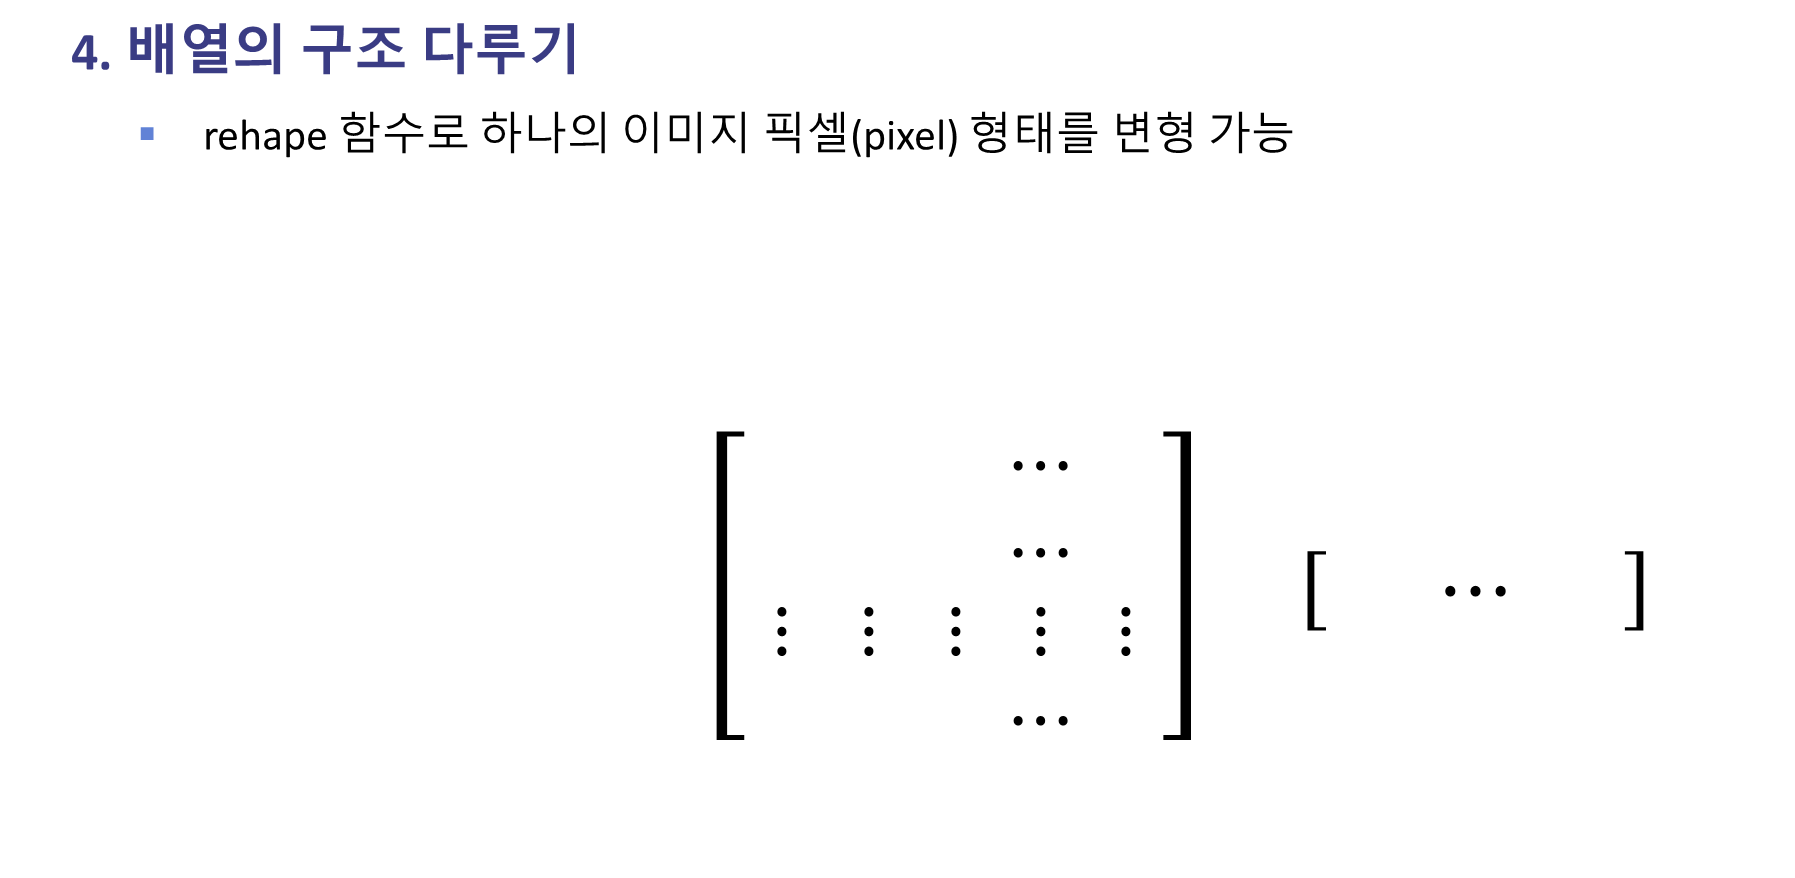 4. 배열의 구조 다루기
▪ rehape 함수로 하나의 이미지 픽셀(pixel) 형태를 변형 가능
[ ⋯
⋯
⋮ ⋮ ⋮ ⋮ ⋮
⋯ ]
[ ⋯ ]